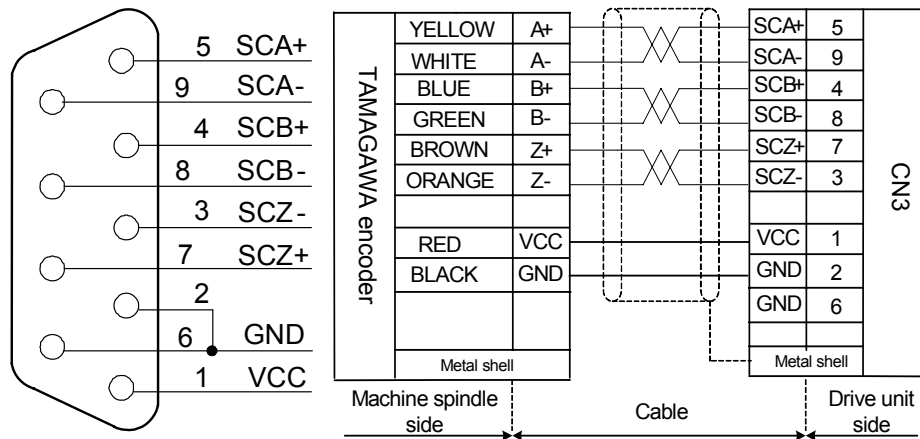 5 SCA+
9 SCA-
4 SCB+
8 SCB-
3 SCZ-
7 SCZ+
2
6 GND
1 VCC
TAMAGAWA encoder
YELLOW A+
WHITE A-
BLUE B+
GREEN B-
BROWN Z+
ORANGE Z-
RED VCC
BLACK GND
Metal shell
SCA+ 5
SCA- 9
SCB+ 4
SCB- 8
SCZ+ 7
SCZ- 3
VCC 1
GND 2
GND 6
Metal shell
CN3
Machine spindle
side
Cable
Drive unit
side